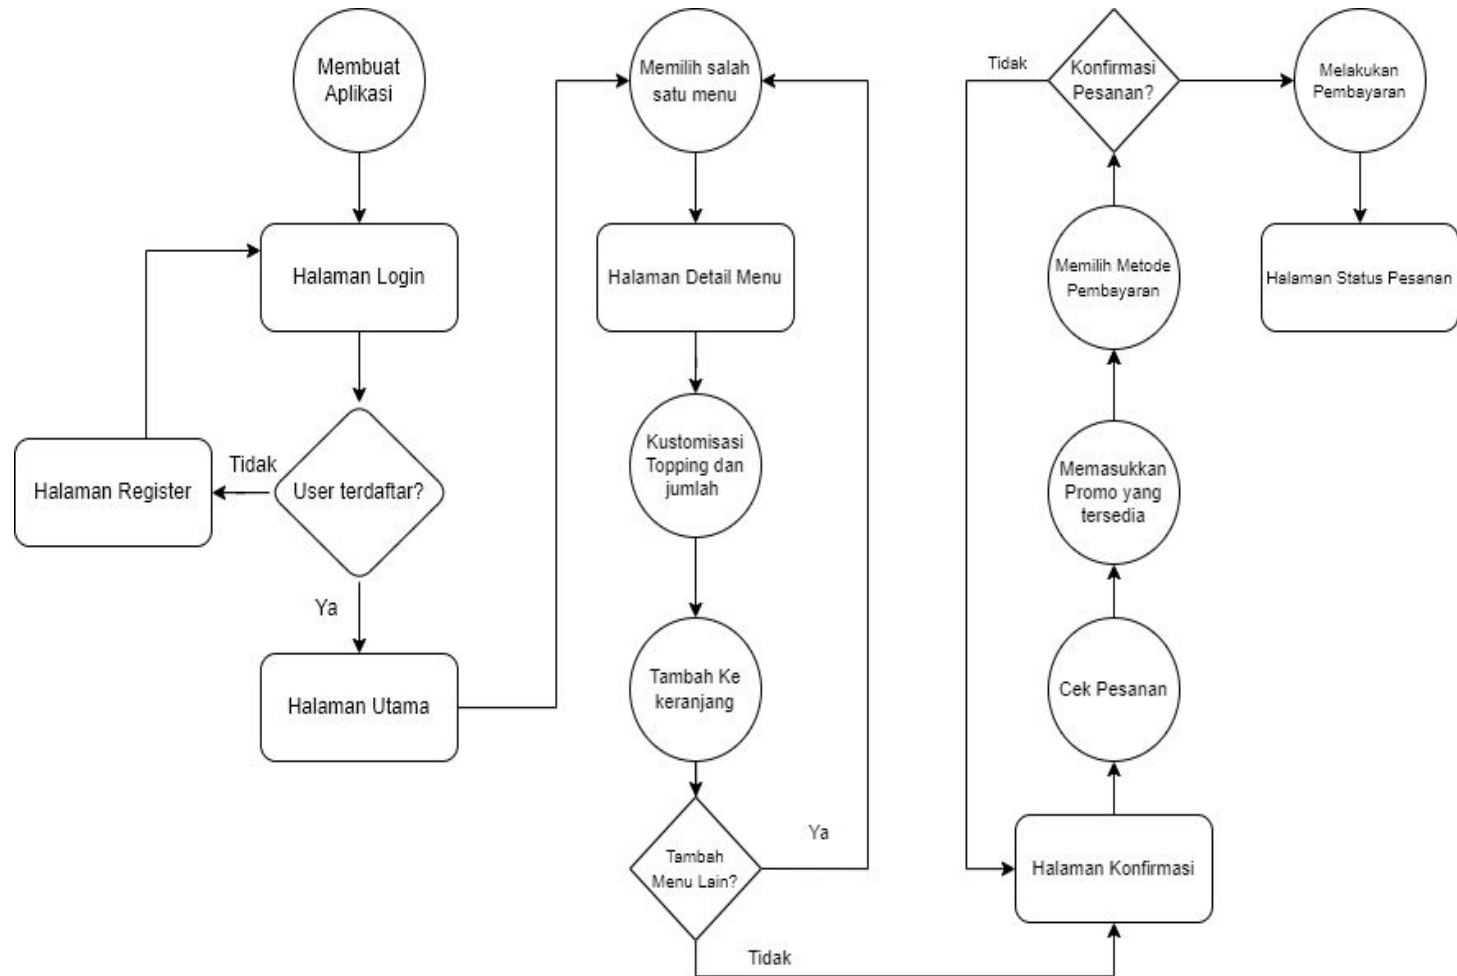 Membuat
Aplikasi
Halaman Login
User terdaftar?
Tidak
Halaman Register
Ya
Halaman Utama
Memilih salah
satu menu
Halaman Detail Menu
Kustomisasi
Topping dan
jumlah
Tambah Ke
keranjang
Tambah
Menu Lain?
Ya
Tidak
Halaman Konfirmasi
Cek Pesanan
Memasukkan
Promo yang
tersedia
Memilih Metode
Pembayaran
Konfirmasi
Pesanan?
Tidak
Melakukan
Pembayaran
Halaman Status Pesanan